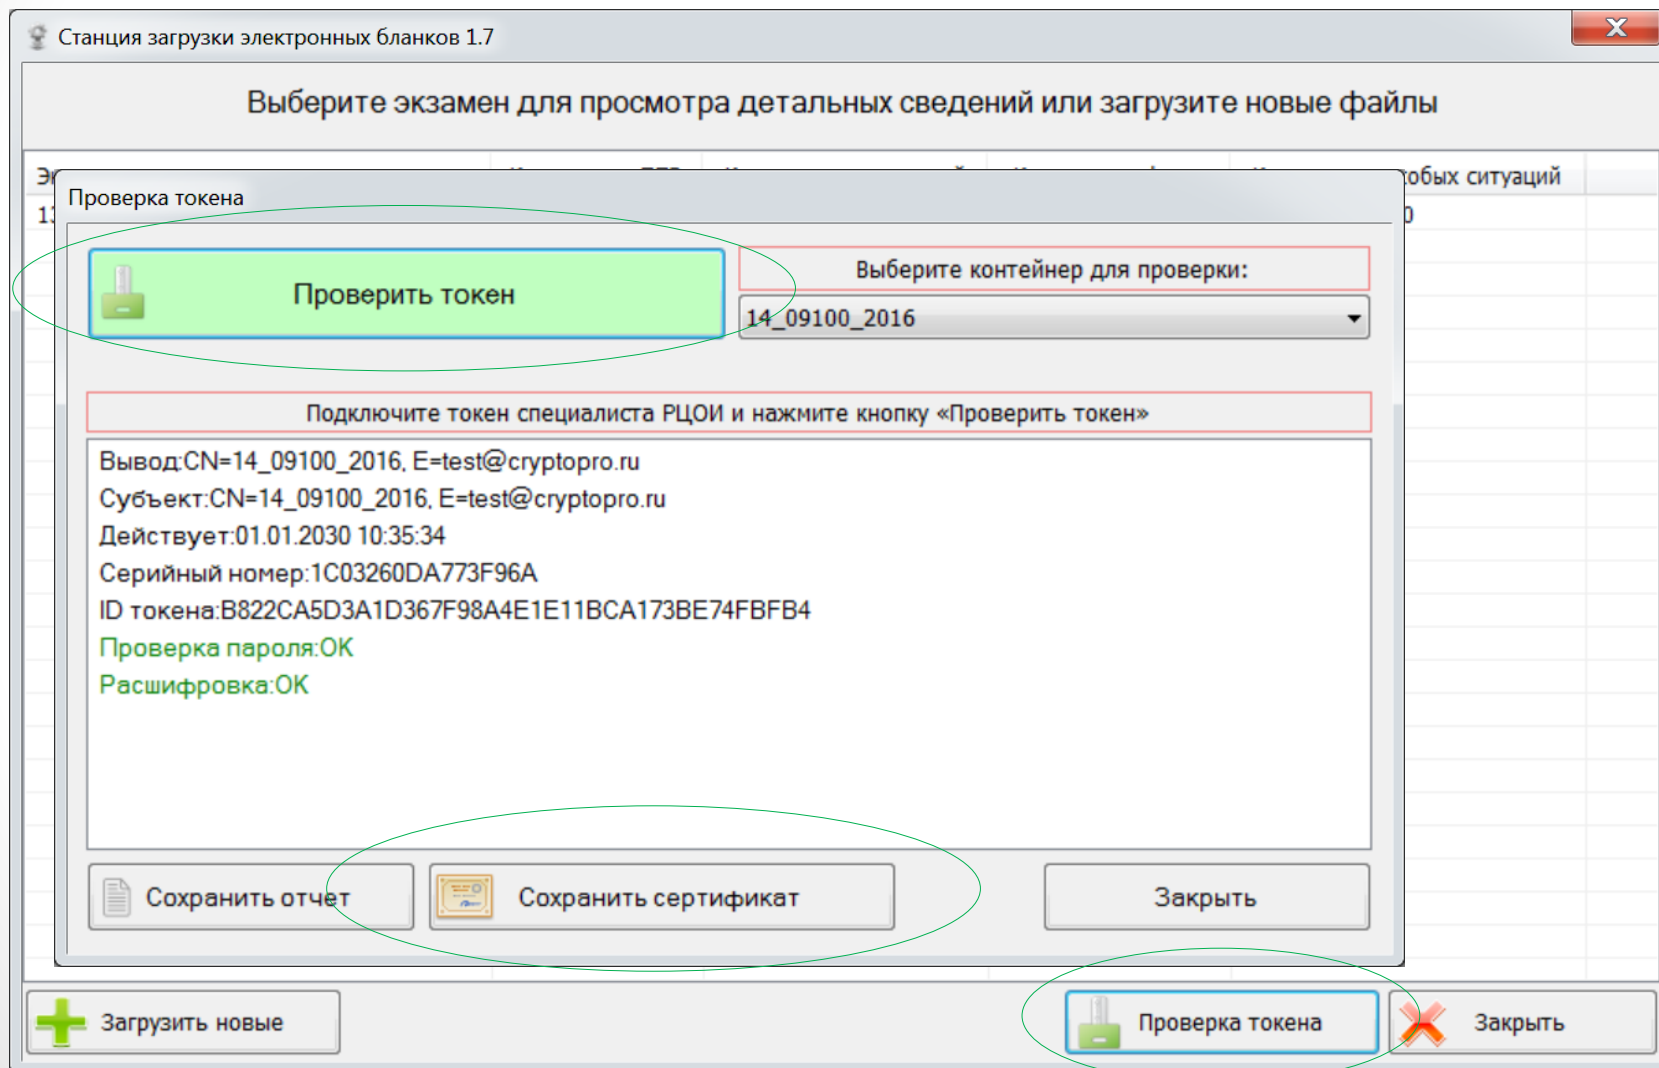 Станция загрузки электронных бланков 1.7
Выберите экзамен для просмотра детальных сведений или загрузите новые файлы
ситуаций
Проверка токена
Проверить токен
Выберите контейнер для проверки:
14_09100_2016
Подключите токен специалиста РЦОИ и нажмите кнопку «Проверить токен»
Вывод:CN=14_09100_2016, E=test@cryptopro.ru
Субъект:CN=14_09100_2016, E=test@cryptopro.ru
Действует:01.01.2030 10:35:34
Серийный номер:1C03260DA773F96A
ID токена:B822CA5D3A1D367F98A4E1E11BCA173BE74FBFB4
Проверка пароля:OK
Расшифровка:OK
Сохранить отчет
Сохранить сертификат
Закрыть
Загрузить новые
Проверка токена
Закрыть